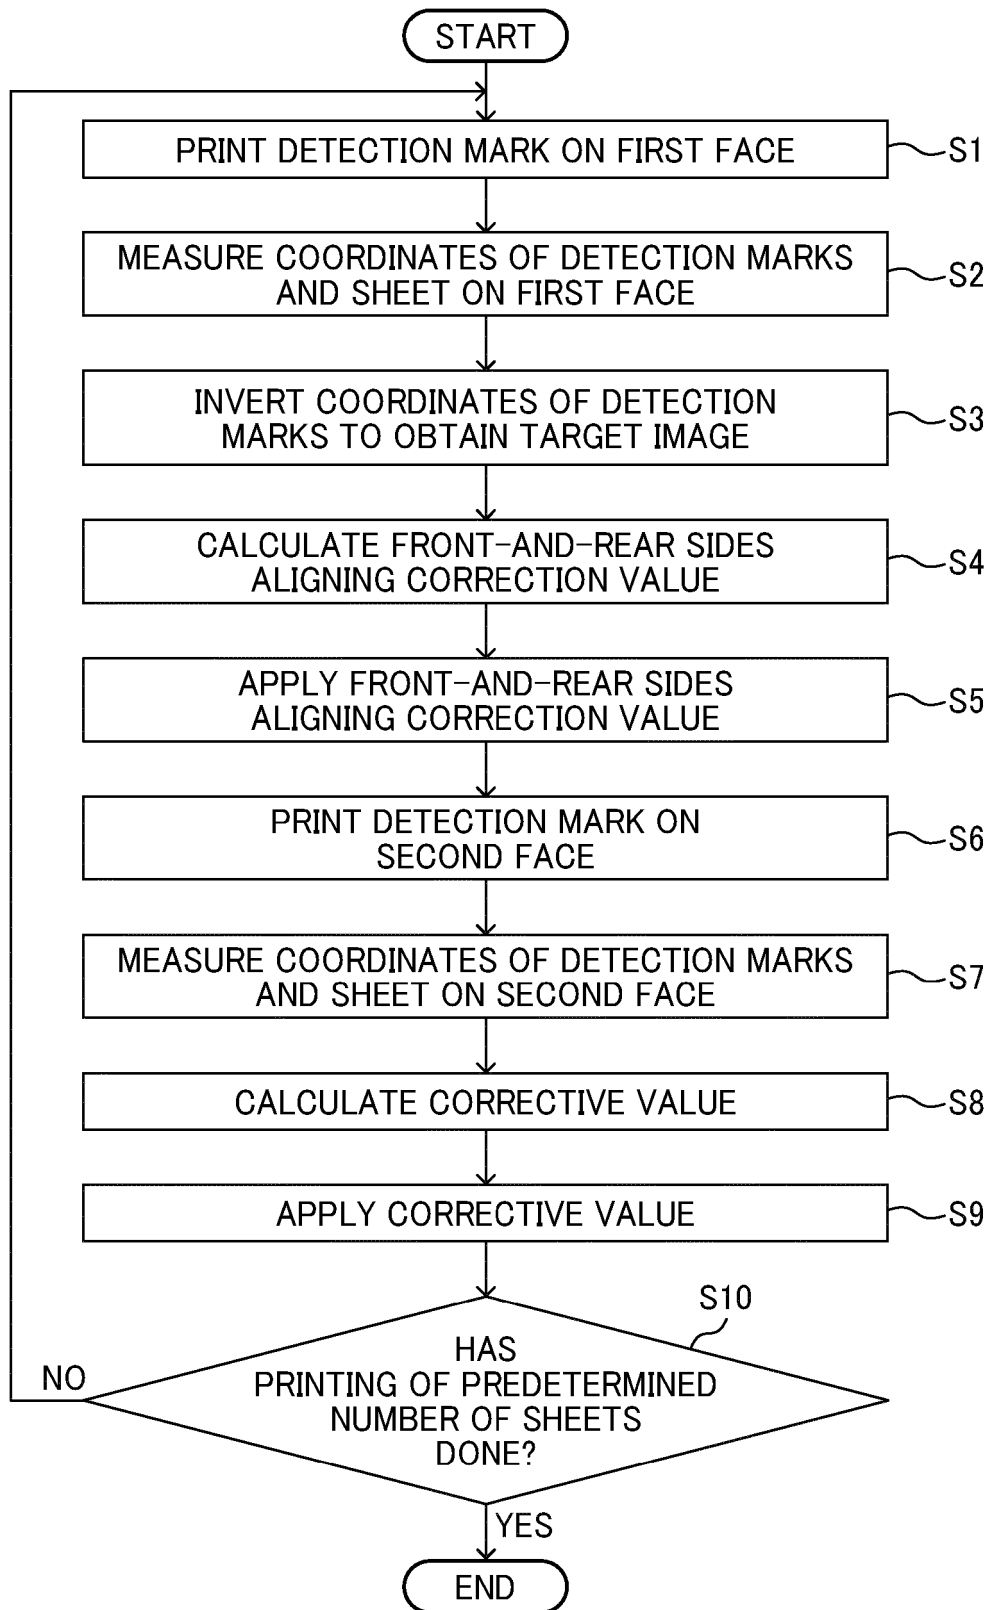 START
PRINT DETECTION MARK ON FIRST FACE
S1
MEASURE COORDINATES OF DETECTION MARKS
AND SHEET ON FIRST FACE
S2
INVERT COORDINATES OF DETECTION
MARKS TO OBTAIN TARGET IMAGE
S3
CALCULATE FRONT-AND-REAR SIDES
ALIGNING CORRECTION VALUE
S4
APPLY FRONT-AND-REAR SIDES
ALIGNING CORRECTION VALUE
S5
PRINT DETECTION MARK ON
SECOND FACE
S6
MEASURE COORDINATES OF DETECTION MARKS
AND SHEET ON SECOND FACE
S7
CALCULATE CORRECTIVE VALUE
S8
APPLY CORRECTIVE VALUE
S9
S10
HAS
PRINTING OF PREDETERMINED
NUMBER OF SHEETS
DONE?
NO
YES
END